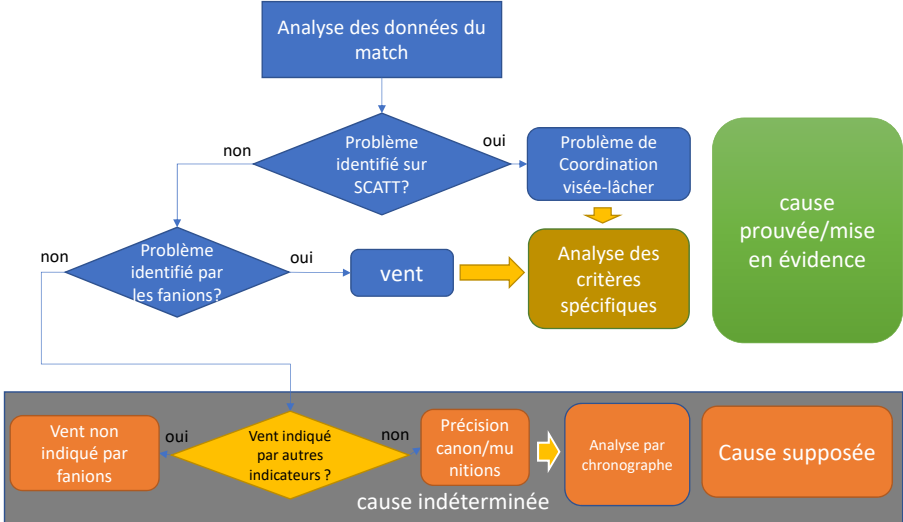 Analyse des données du
match
non
oui
Problème
identifié sur
SCATT?
Problème de
Coordination
visée-lâcher
cause
prouvée/mise
en évidence
non
Problème
identifié par
les fanions?
oui
vent
Analyse des
critères
spécifiques
Vent non
indiqué par
fanions
oui
Vent indiqué
par autres
indicateurs ?
non
Précision
canon/mu
nitions
Analyse par
chronographe
Cause supposée
cause indéterminée